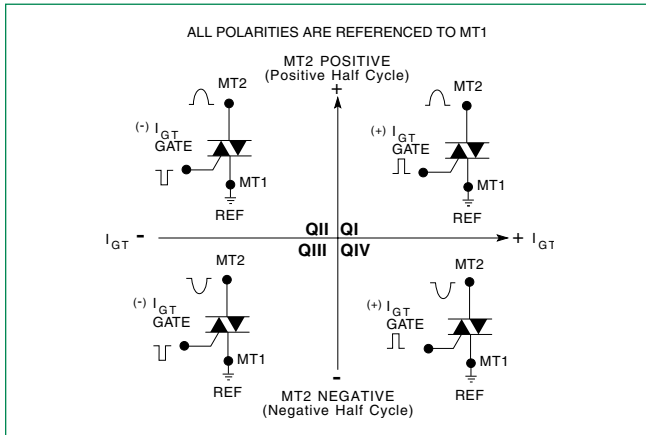 ALL POLARITIES ARE REFERENCED TO MT1
MT2 POSITIVE
(Positive Half Cycle)
+
MT2
(-) I GT
GATE
MT1
REF
MT2
(+) I GT
GATE
MT1
REF
I GT -
QII QI
QIII QIV
+ I GT
MT2
(-) I GT
GATE
MT1
REF
MT2
(+) I GT
GATE
MT1
REF
-
MT2 NEGATIVE
(Negative Half Cycle)